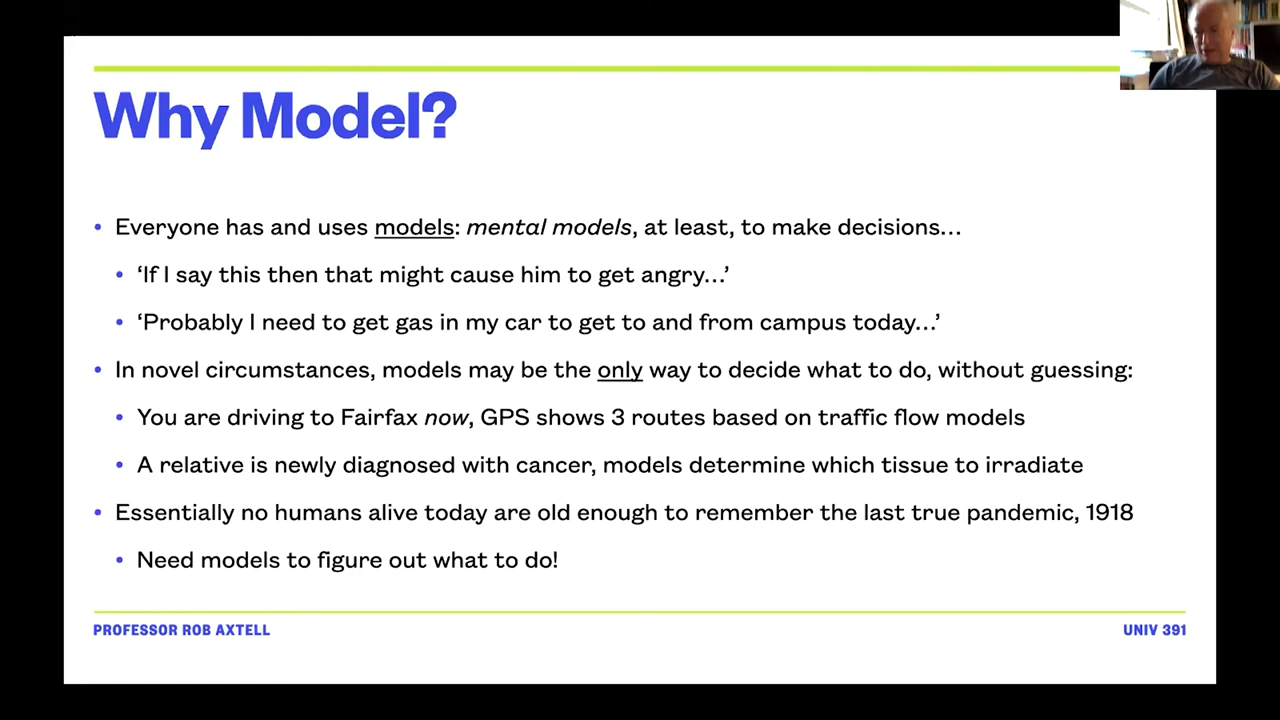 Why Model?
• Everyone has and uses models: mental models, at least, to make decisions…
• ‘If I say this then that might cause him to get angry…’
• ‘Probably I need to get gas in my car to get to and from campus today…’
• In novel circumstances, models may be the only way to decide what to do, without guessing:
• You are driving to Fairfax now, GPS shows 3 routes based on traffic flow models
• A relative is newly diagnosed with cancer, models determine which tissue to irradiate
• Essentially no humans alive today are old enough to remember the last true pandemic, 1918
• Need models to figure out what to do!
PROFESSOR ROB AXTELL
UNIV 391